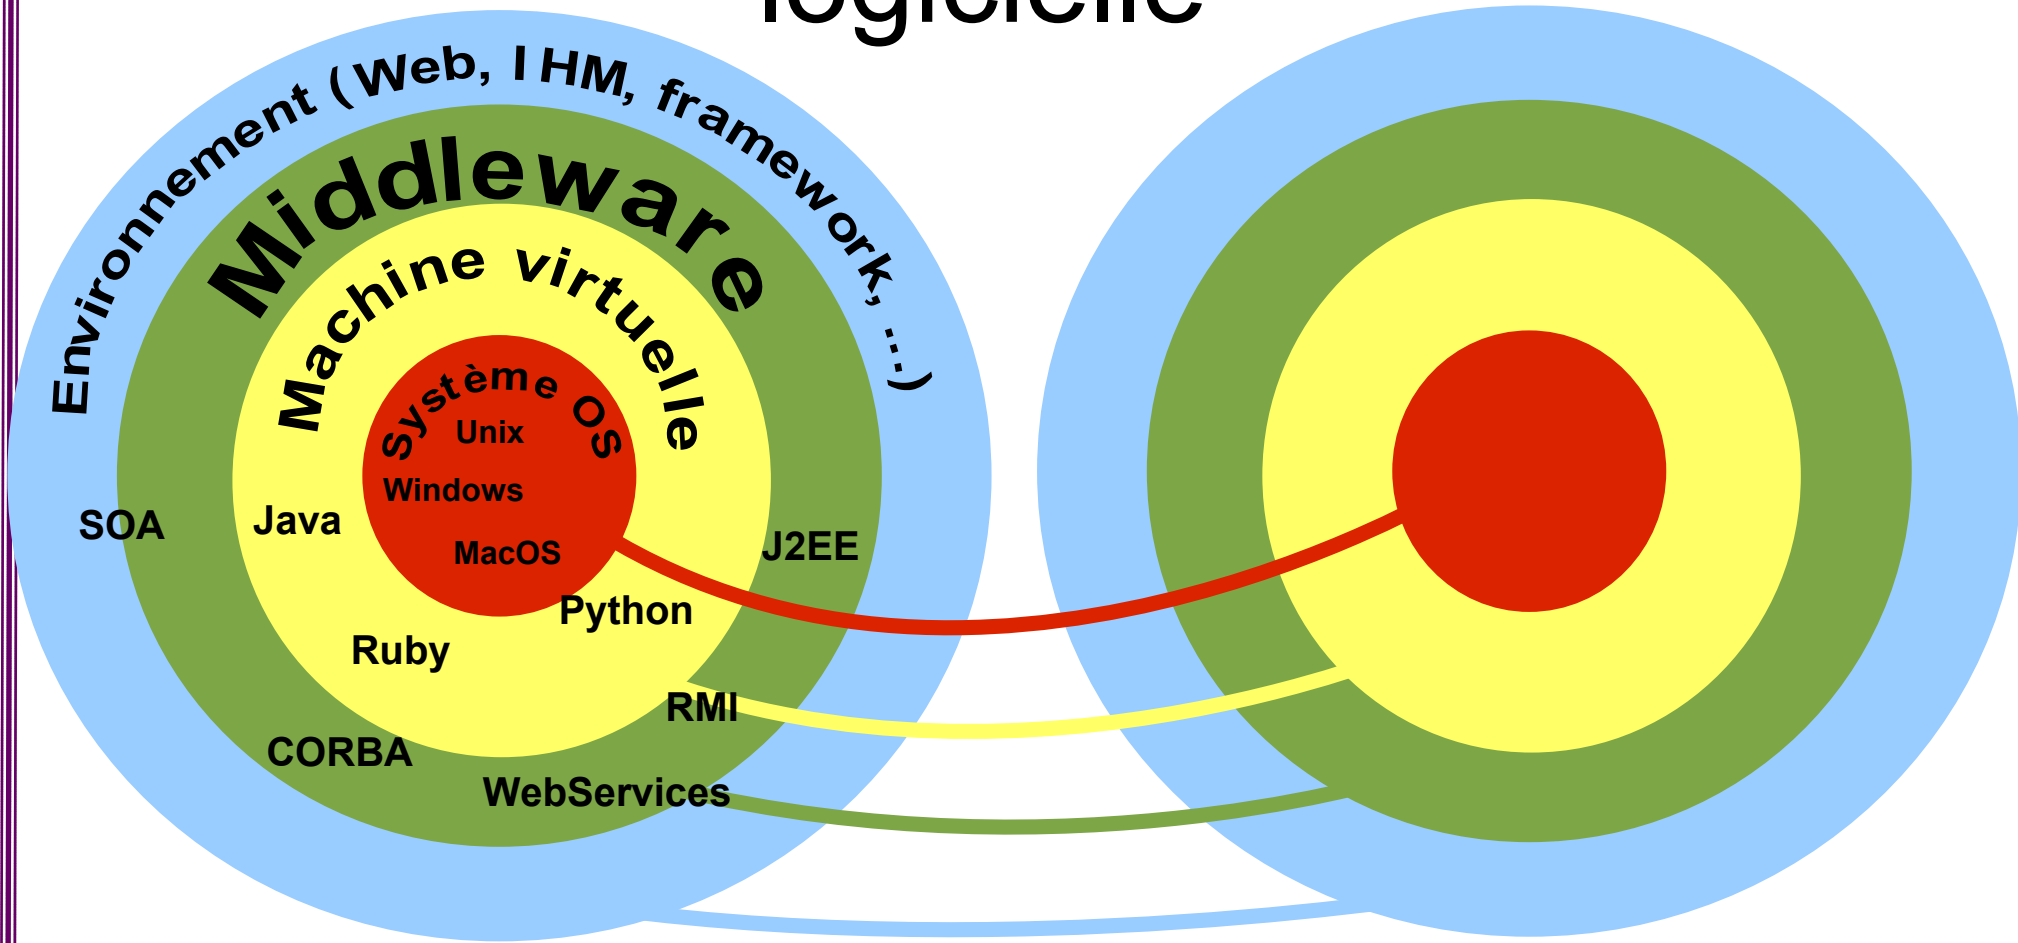 logicielle
Environnement (Web, IHM, framework, ...)
Middleware
Machine virtuelle
Système OS
Unix
Windows
MacOS
SOA
Java
J2EE
Python
Ruby
RMI
CORBA
WebServices